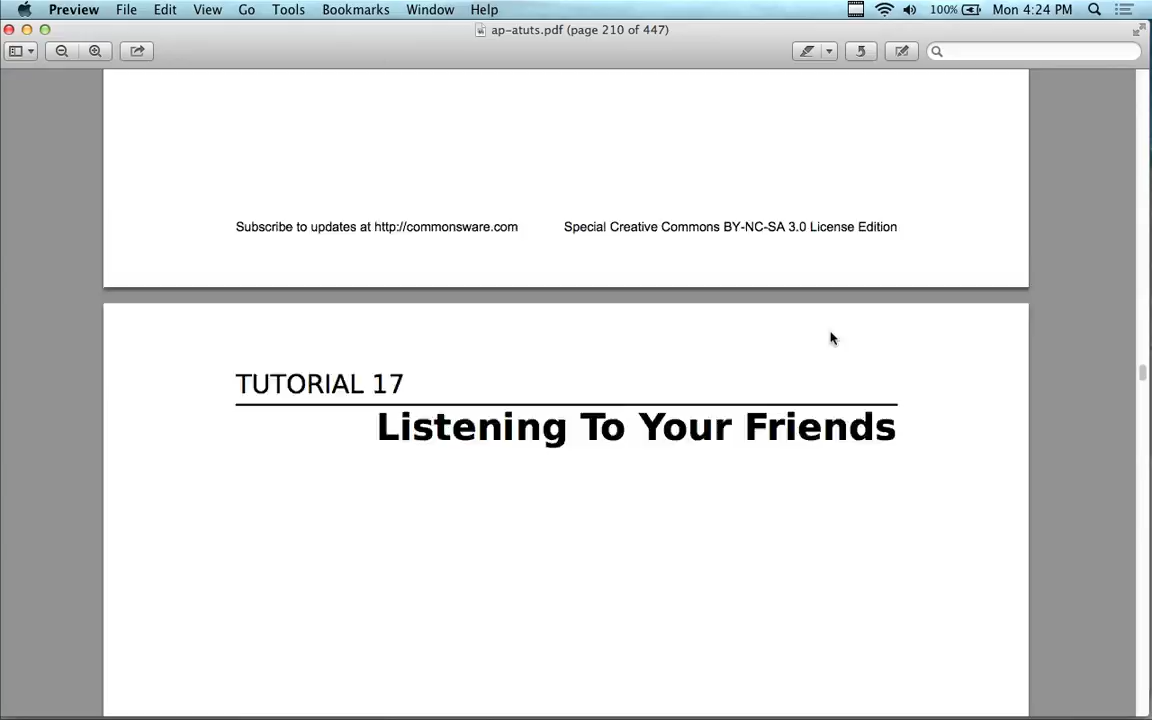 Preview File Edit View Go Tools Bookmarks Window Help 100% Mon 4:24 PM
ap-atuts.pdf (page 210 of 447)
Subscribe to updates at http://commonsware.com Special Creative Commons BY-NC-SA 3.0 License Edition
TUTORIAL 17
Listening To Your Friends